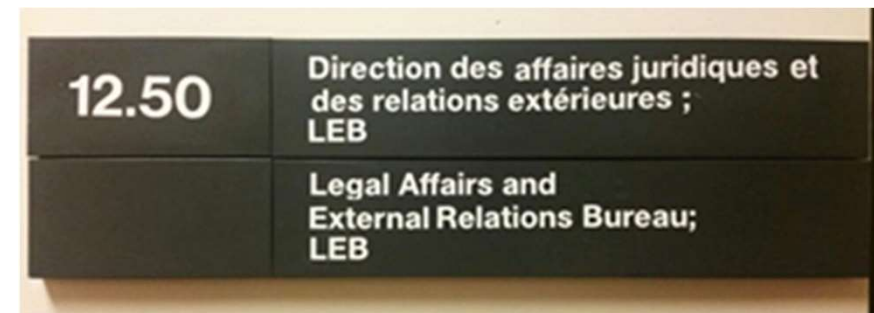 12.50
Direction des affaires juridiques et
des relations extérieures ;
LEB
Legal Affairs and
External Relations Bureau;
LEB